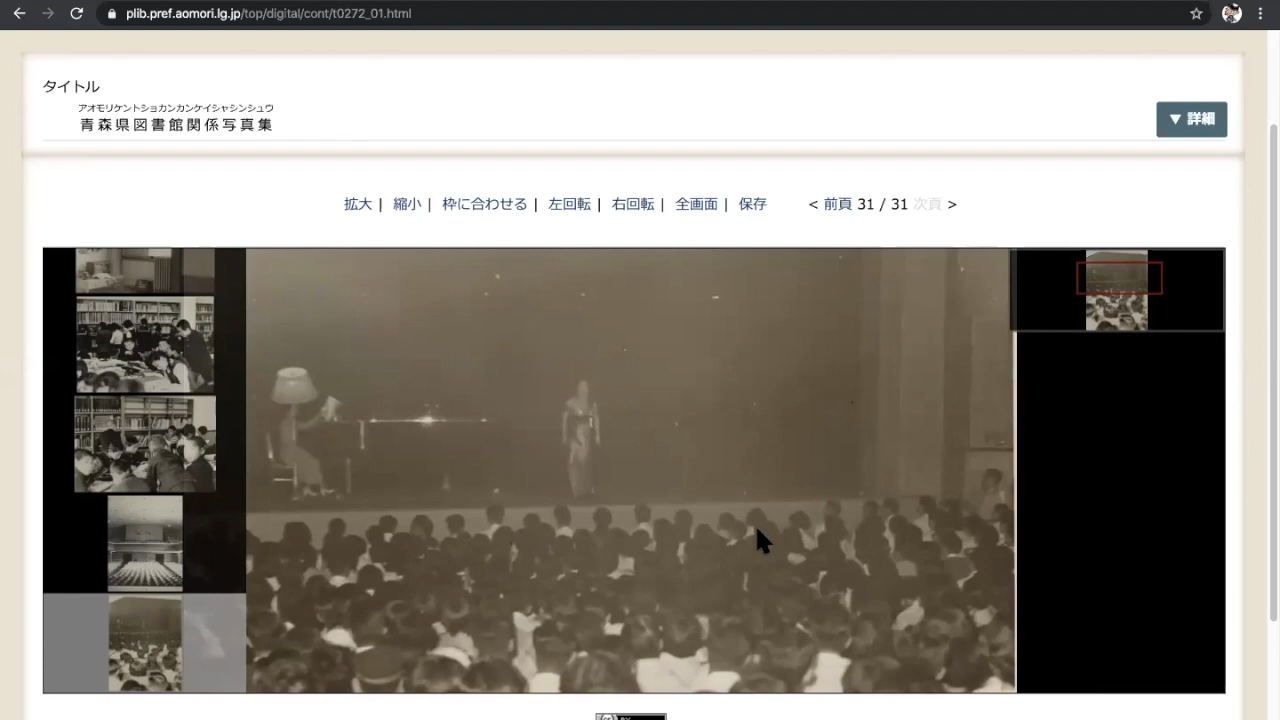 plib.pref.aomori.lg.jp/top/digital/cont/t0272_01.html
タイトル
アオモリケントショカンカンケイシャシンシュウ
青森県図書館関係写真集
▼ 詳細
拡大 | 縮小 | 枠に合わせる | 左回転 | 右回転 | 全画面 | 保存 < 前頁 31 / 31 次頁 >